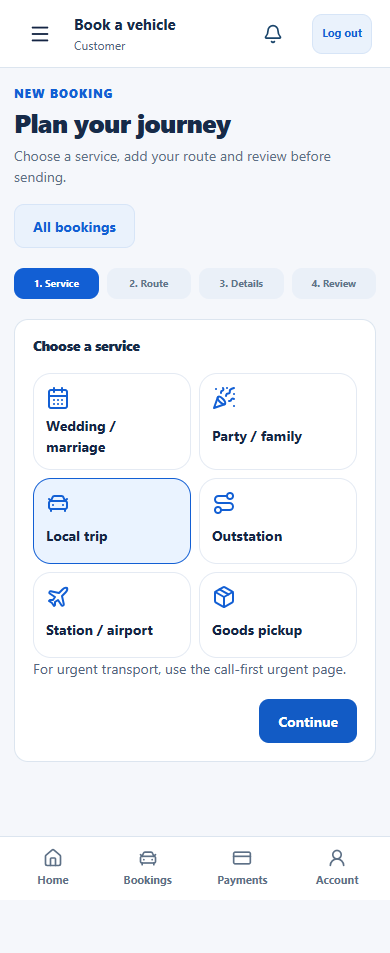 Book a vehicle
Customer
Log out
NEW BOOKING
Plan your journey
Choose a service, add your route and review before
sending.
All bookings
1. Service
2. Route
3. Details
4. Review
Choose a service
Wedding /
marriage
Party / family
Local trip
Outstation
Station / airport
Goods pickup
For urgent transport, use the call-first urgent page.
Continue
Home
Bookings
Payments
Account